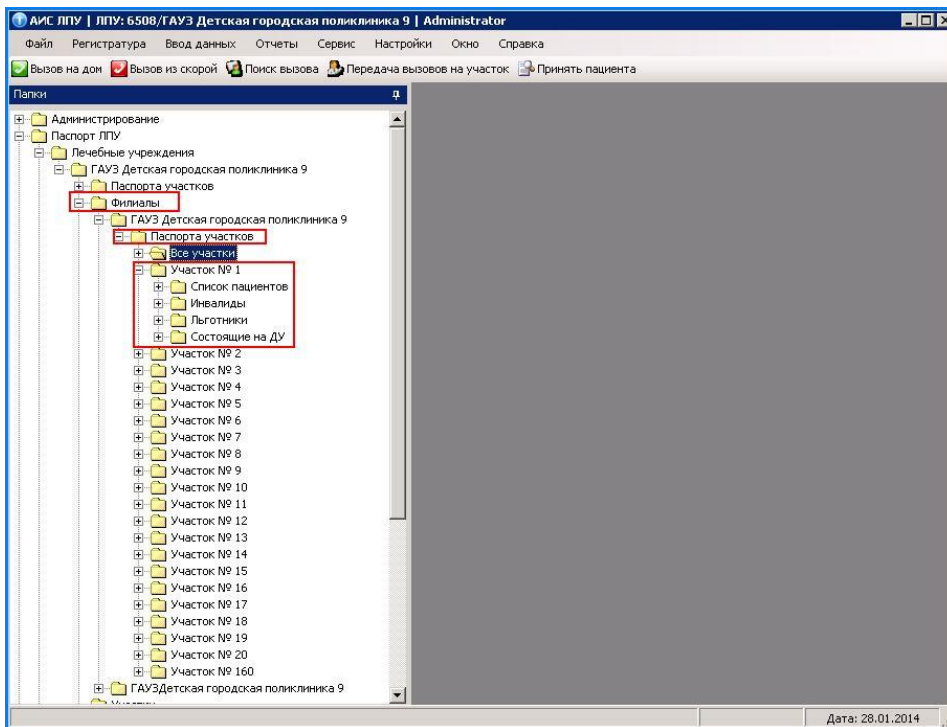 АИС ЛПУ | ЛПУ: 6508/ГАУЗ Детская городская поликлиника 9 | Administrator
Файл Регистратура Ввод данных Отчеты Сервис Настройки Окно Справка
Вызов на дом Вызов из скорой Поиск вызова Передача вызовов на участок Принять пациента
Папки
Администрирование
Паспорт ЛПУ
Лечебные учреждения
ГАУЗ Детская городская поликлиника 9
Паспорта участков
Филиалы
ГАУЗ Детская городская поликлиника 9
Паспорта участков
Все участки
Участок № 1
Список пациентов
Инвалиды
Льготники
Состоящие на ДУ
Участок № 2
Участок № 3
Участок № 4
Участок № 5
Участок № 6
Участок № 7
Участок № 8
Участок № 9
Участок № 10
Участок № 11
Участок № 12
Участок № 13
Участок № 14
Участок № 15
Участок № 16
Участок № 17
Участок № 18
Участок № 19
Участок № 20
Участок № 160
ГАУЗДетская городская поликлиника 9
Дата: 28.01.2014